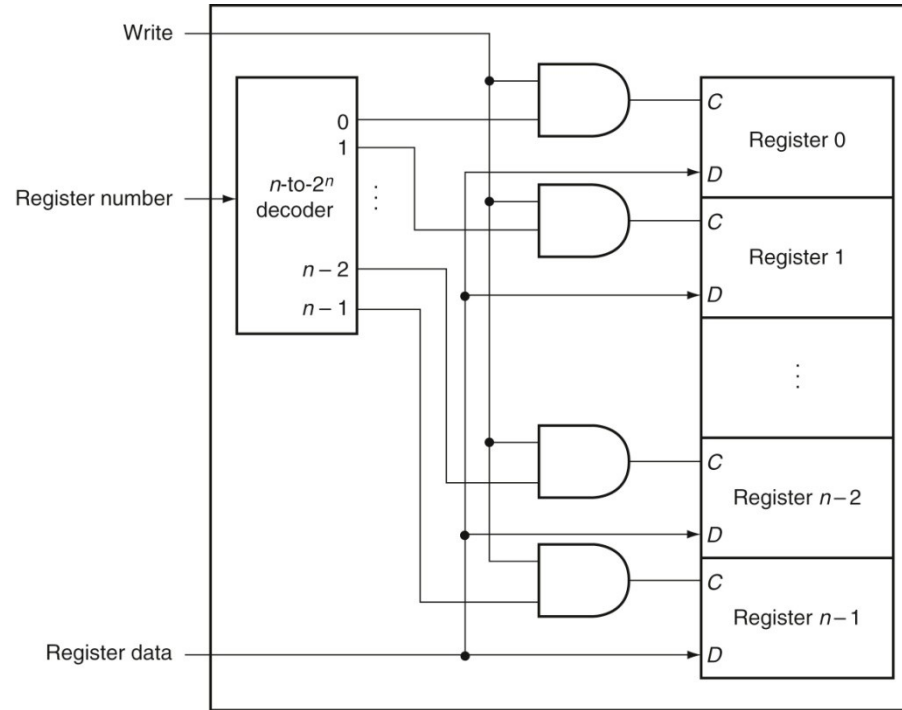 Write
C
0
Register 0
1
D
n-to-2ⁿ
decoder
⋮
Register number
C
Register 1
n – 2
D
n – 1
⋮
C
Register n – 2
D
C
Register n – 1
Register data
D